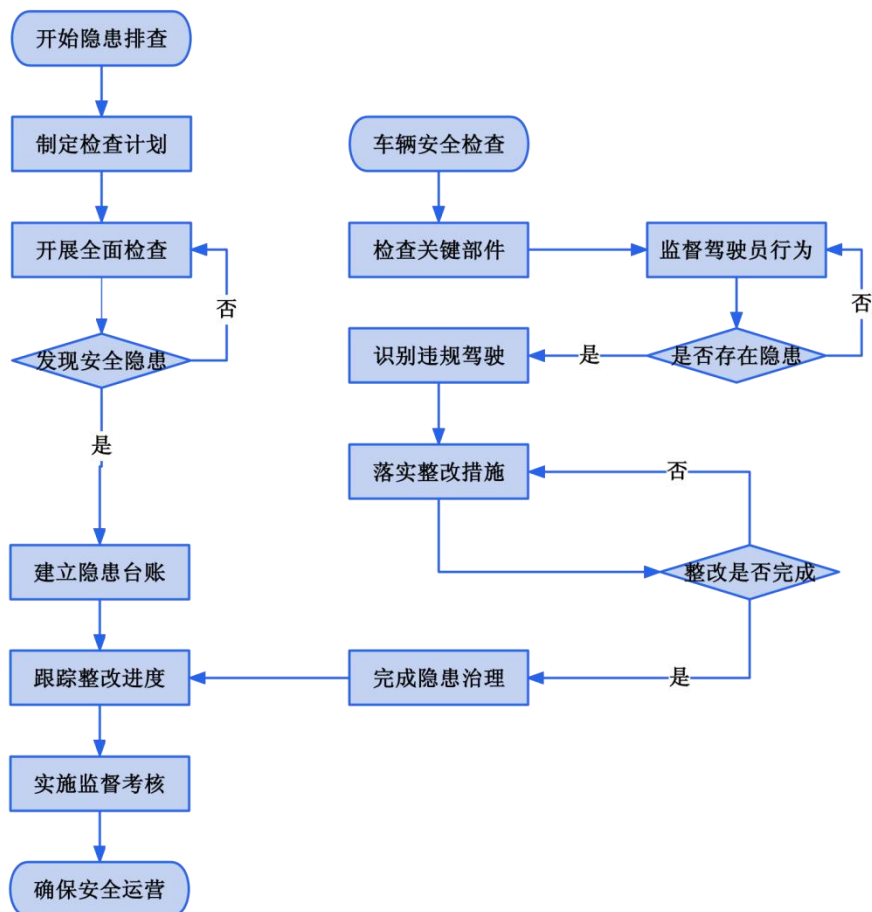 开始隐患排查
制定检查计划
车辆安全检查
开展全面检查
检查关键部件
监督驾驶员行为
否
否
发现安全隐患
识别违规驾驶
是
是否存在隐患
是
落实整改措施
否
建立隐患台账
整改是否完成
跟踪整改进度
完成隐患治理
是
实施监督考核
确保安全运营